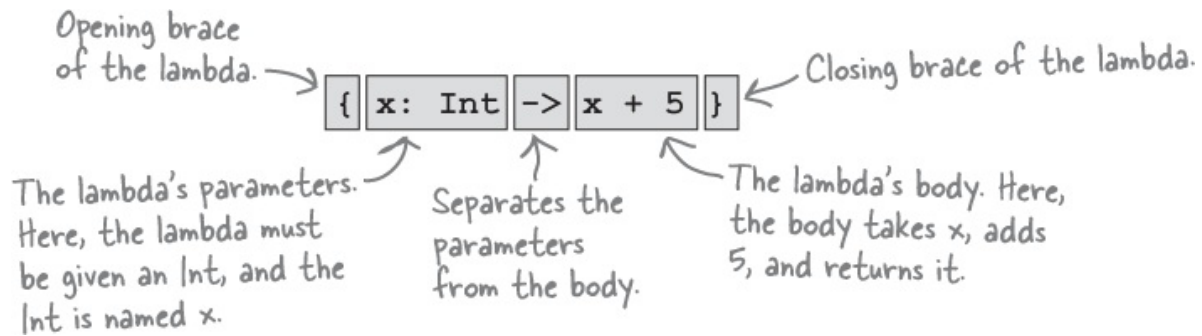 Opening brace
of the lambda.
{ x: Int -> x + 5 }
Closing brace of the lambda.
The lambda's parameters.
Here, the lambda must
be given an Int, and the
Int is named x.
Separates the
parameters
from the body.
The lambda's body. Here,
the body takes x, adds
5, and returns it.